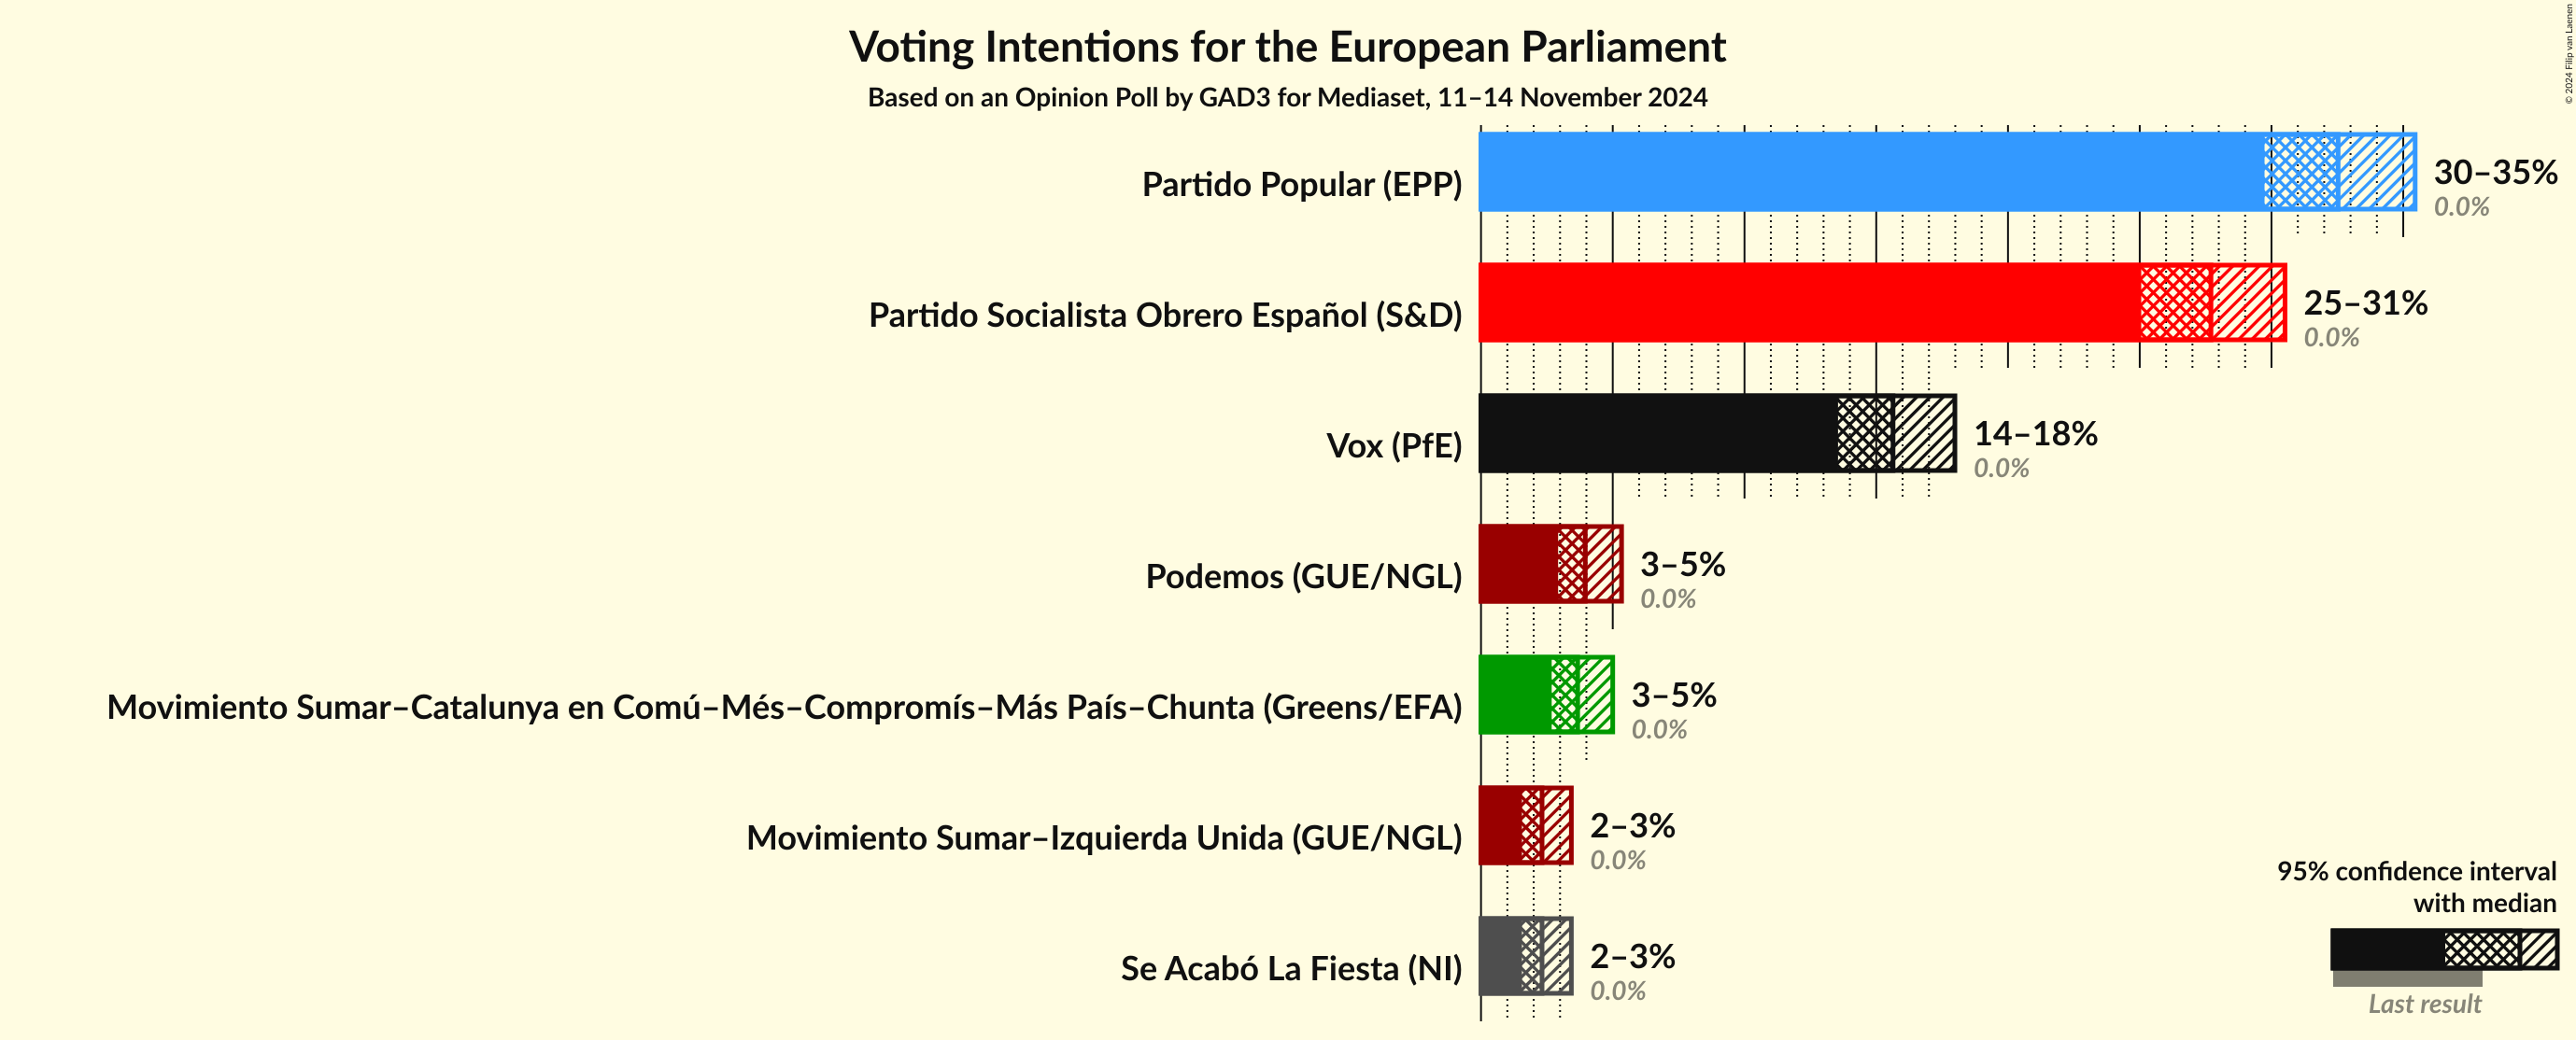 Voting Intentions for the European Parliament
Based on an Opinion Poll by GAD3 for Mediaset, 11–14 November 2024
© 2024 Filip van Laenen
Partido Popular (EPP)
30–35%
0.0%
Partido Socialista Obrero Español (S&D)
25–31%
0.0%
Vox (PfE)
14–18%
0.0%
Podemos (GUE/NGL)
3–5%
0.0%
Movimiento Sumar–Catalunya en Comú–Més–Compromís–Más País–Chunta (Greens/EFA)
3–5%
0.0%
Movimiento Sumar–Izquierda Unida (GUE/NGL)
2–3%
0.0%
Se Acabó La Fiesta (NI)
2–3%
0.0%
95% confidence interval
with median
Last result